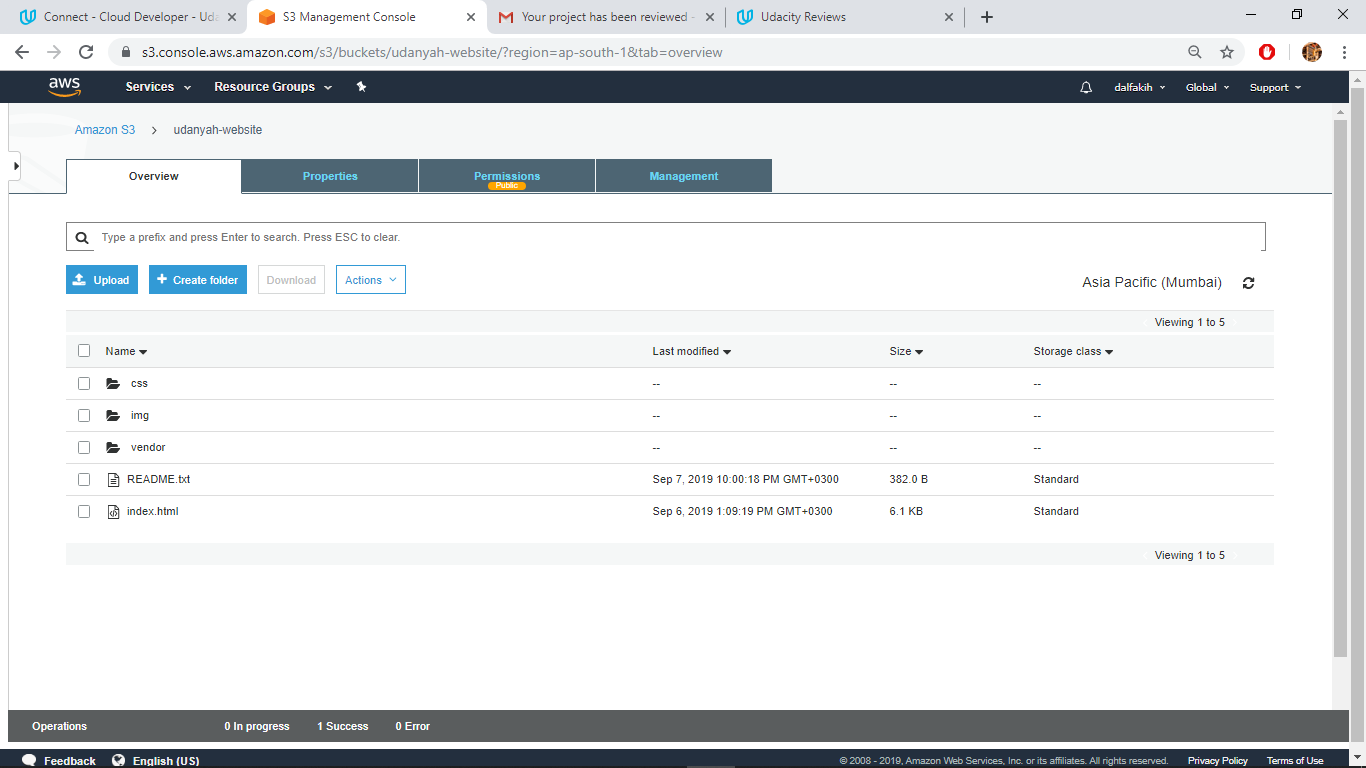 Connect - Cloud Developer - Uda
S3 Management Console
Your project has been reviewed -
Udacity Reviews
s3.console.aws.amazon.com/s3/buckets/udanyah-website/?region=ap-south-1&tab=overview
aws
Services
Resource Groups
dalfakih
Global
Support
Amazon S3
udanyah-website
Overview
Properties
Permissions
Public
Management
Type a prefix and press Enter to search. Press ESC to clear.
Upload
+ Create folder
Download
Actions
Asia Pacific (Mumbai)
Viewing 1 to 5
Name Last modified Size Storage class
css -- -- --
img -- -- --
vendor -- -- --
README.txt Sep 7, 2019 10:00:18 PM GMT+0300 382.0 B Standard
index.html Sep 6, 2019 1:09:19 PM GMT+0300 6.1 KB Standard
Viewing 1 to 5
Operations 0 In progress 1 Success 0 Error
Feedback English (US) © 2008 - 2019, Amazon Web Services, Inc. or its affiliates. All rights reserved. Privacy Policy Terms of Use